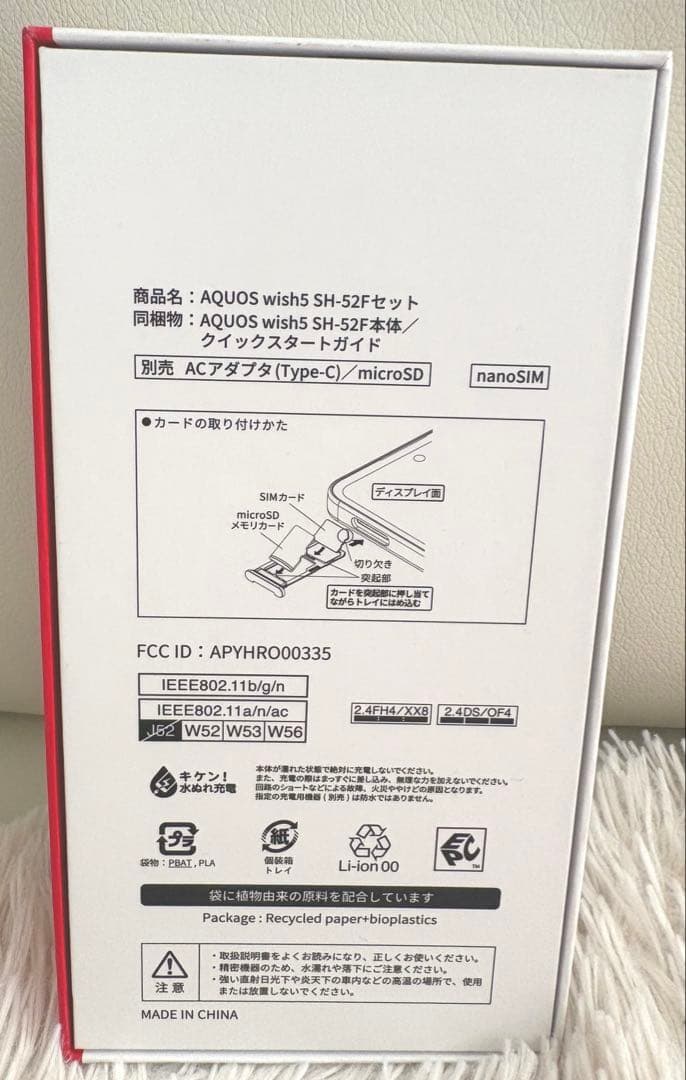 商品名：AQUOS wish5 SH-52Fセット
同梱物：AQUOS wish5 SH-52F本体／
クイックスタートガイド
別売 ACアダプタ(Type-C)／microSD
nanoSIM
●カードの取り付けかた
ディスプレイ面
SIMカード
microSD
メモリカード
切り欠き
突起部
カードを突起部に押し当て
ながらトレイにはめ込む
FCC ID：APYHRO00335
IEEE802.11b/g/n
IEEE802.11a/n/ac
J52 W52 W53 W56
2.4FH4/XX8
2.4DS/OF4
キケン！
水ぬれ充電
本体が濡れた状態で絶対に充電しないでください。
また、充電の際はまっすぐに差し込み、無理な力を加えないでください。
回路のショートなどによる故障、火災ややけどの原因となります。
指定の充電用機器(別売)は防水ではありません。
プラ
袋物：PBAT, PLA
紙
個装箱
トレイ
Li-ion 00
EPC™
袋に植物由来の原料を配合しています
Package : Recycled paper+bioplastics
注意
・取扱説明書をよくお読みになり、正しくお使いください。
・精密機器のため、水濡れや落下にご注意ください。
・強い直射日光下や炎天下の車内などの高温の場所で、使用
または放置しないでください。
MADE IN CHINA